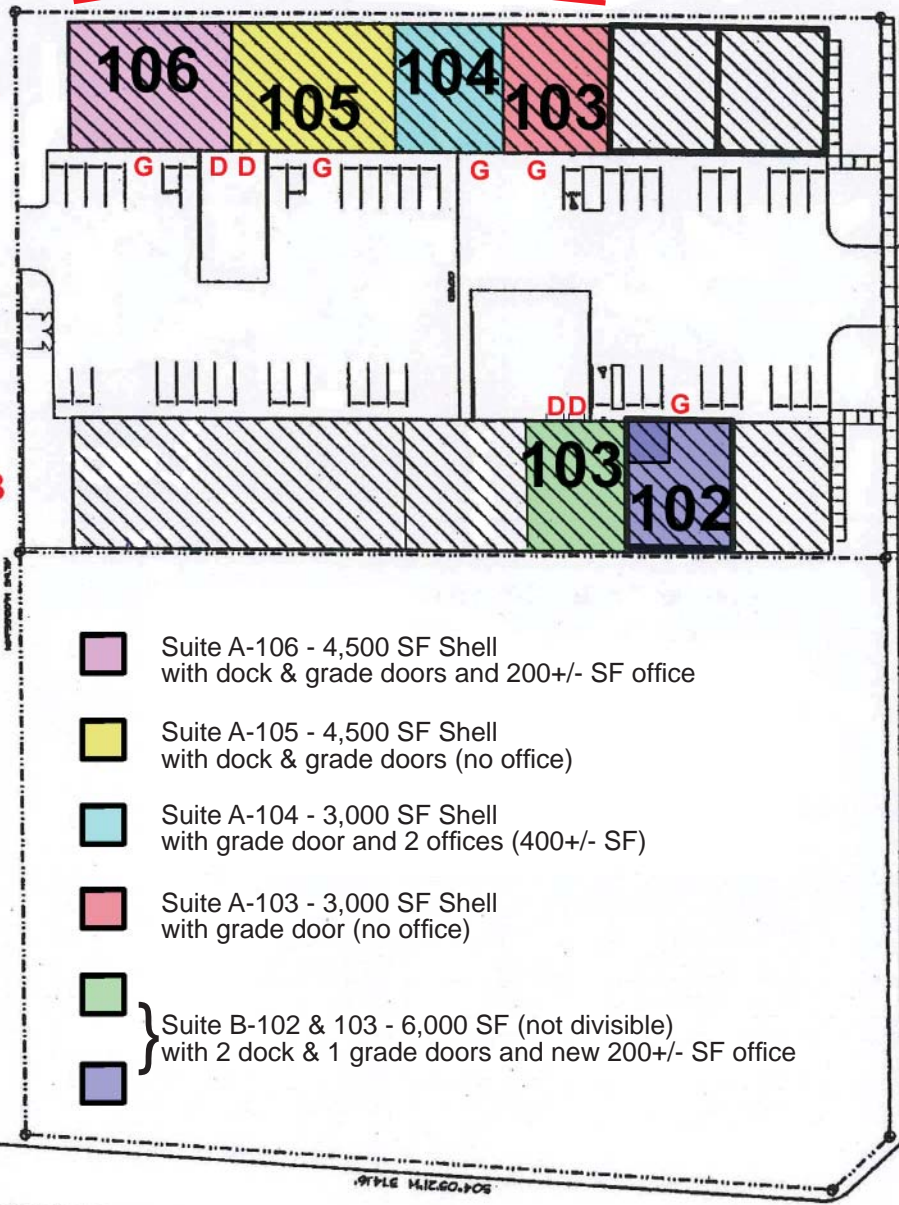 106
105
104
103
G
D D
G
G
G
D D
G
103
102
Suite A-106 - 4,500 SF Shell
with dock & grade doors and 200+/- SF office
Suite A-105 - 4,500 SF Shell
with dock & grade doors (no office)
Suite A-104 - 3,000 SF Shell
with grade door and 2 offices (400+/- SF)
Suite A-103 - 3,000 SF Shell
with grade door (no office)
Suite B-102 & 103 - 6,000 SF (not divisible)
with 2 dock & 1 grade doors and new 200+/- SF office